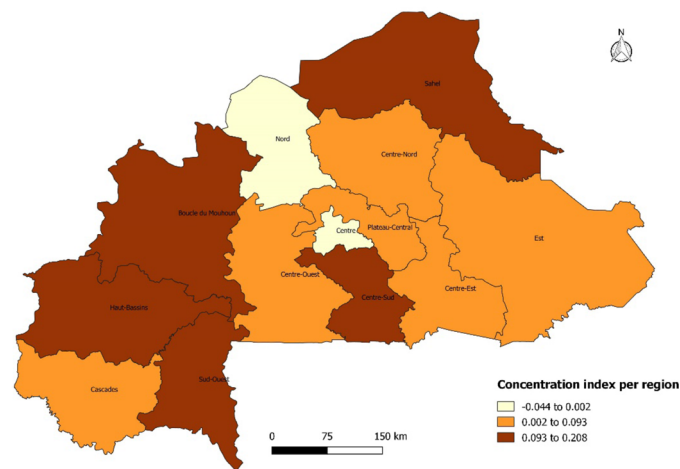 N
Sahel
Nord
Centre-Nord
Boucle du Mouhoun
Centre
Plateau-Central
Est
Centre-Ouest
Centre-Est
Haut-Bassins
Centre-Sud
Sud-Ouest
Cascades
Concentration index per region
-0.044 to 0.002
0.002 to 0.093
0.093 to 0.208
0 75 150 km